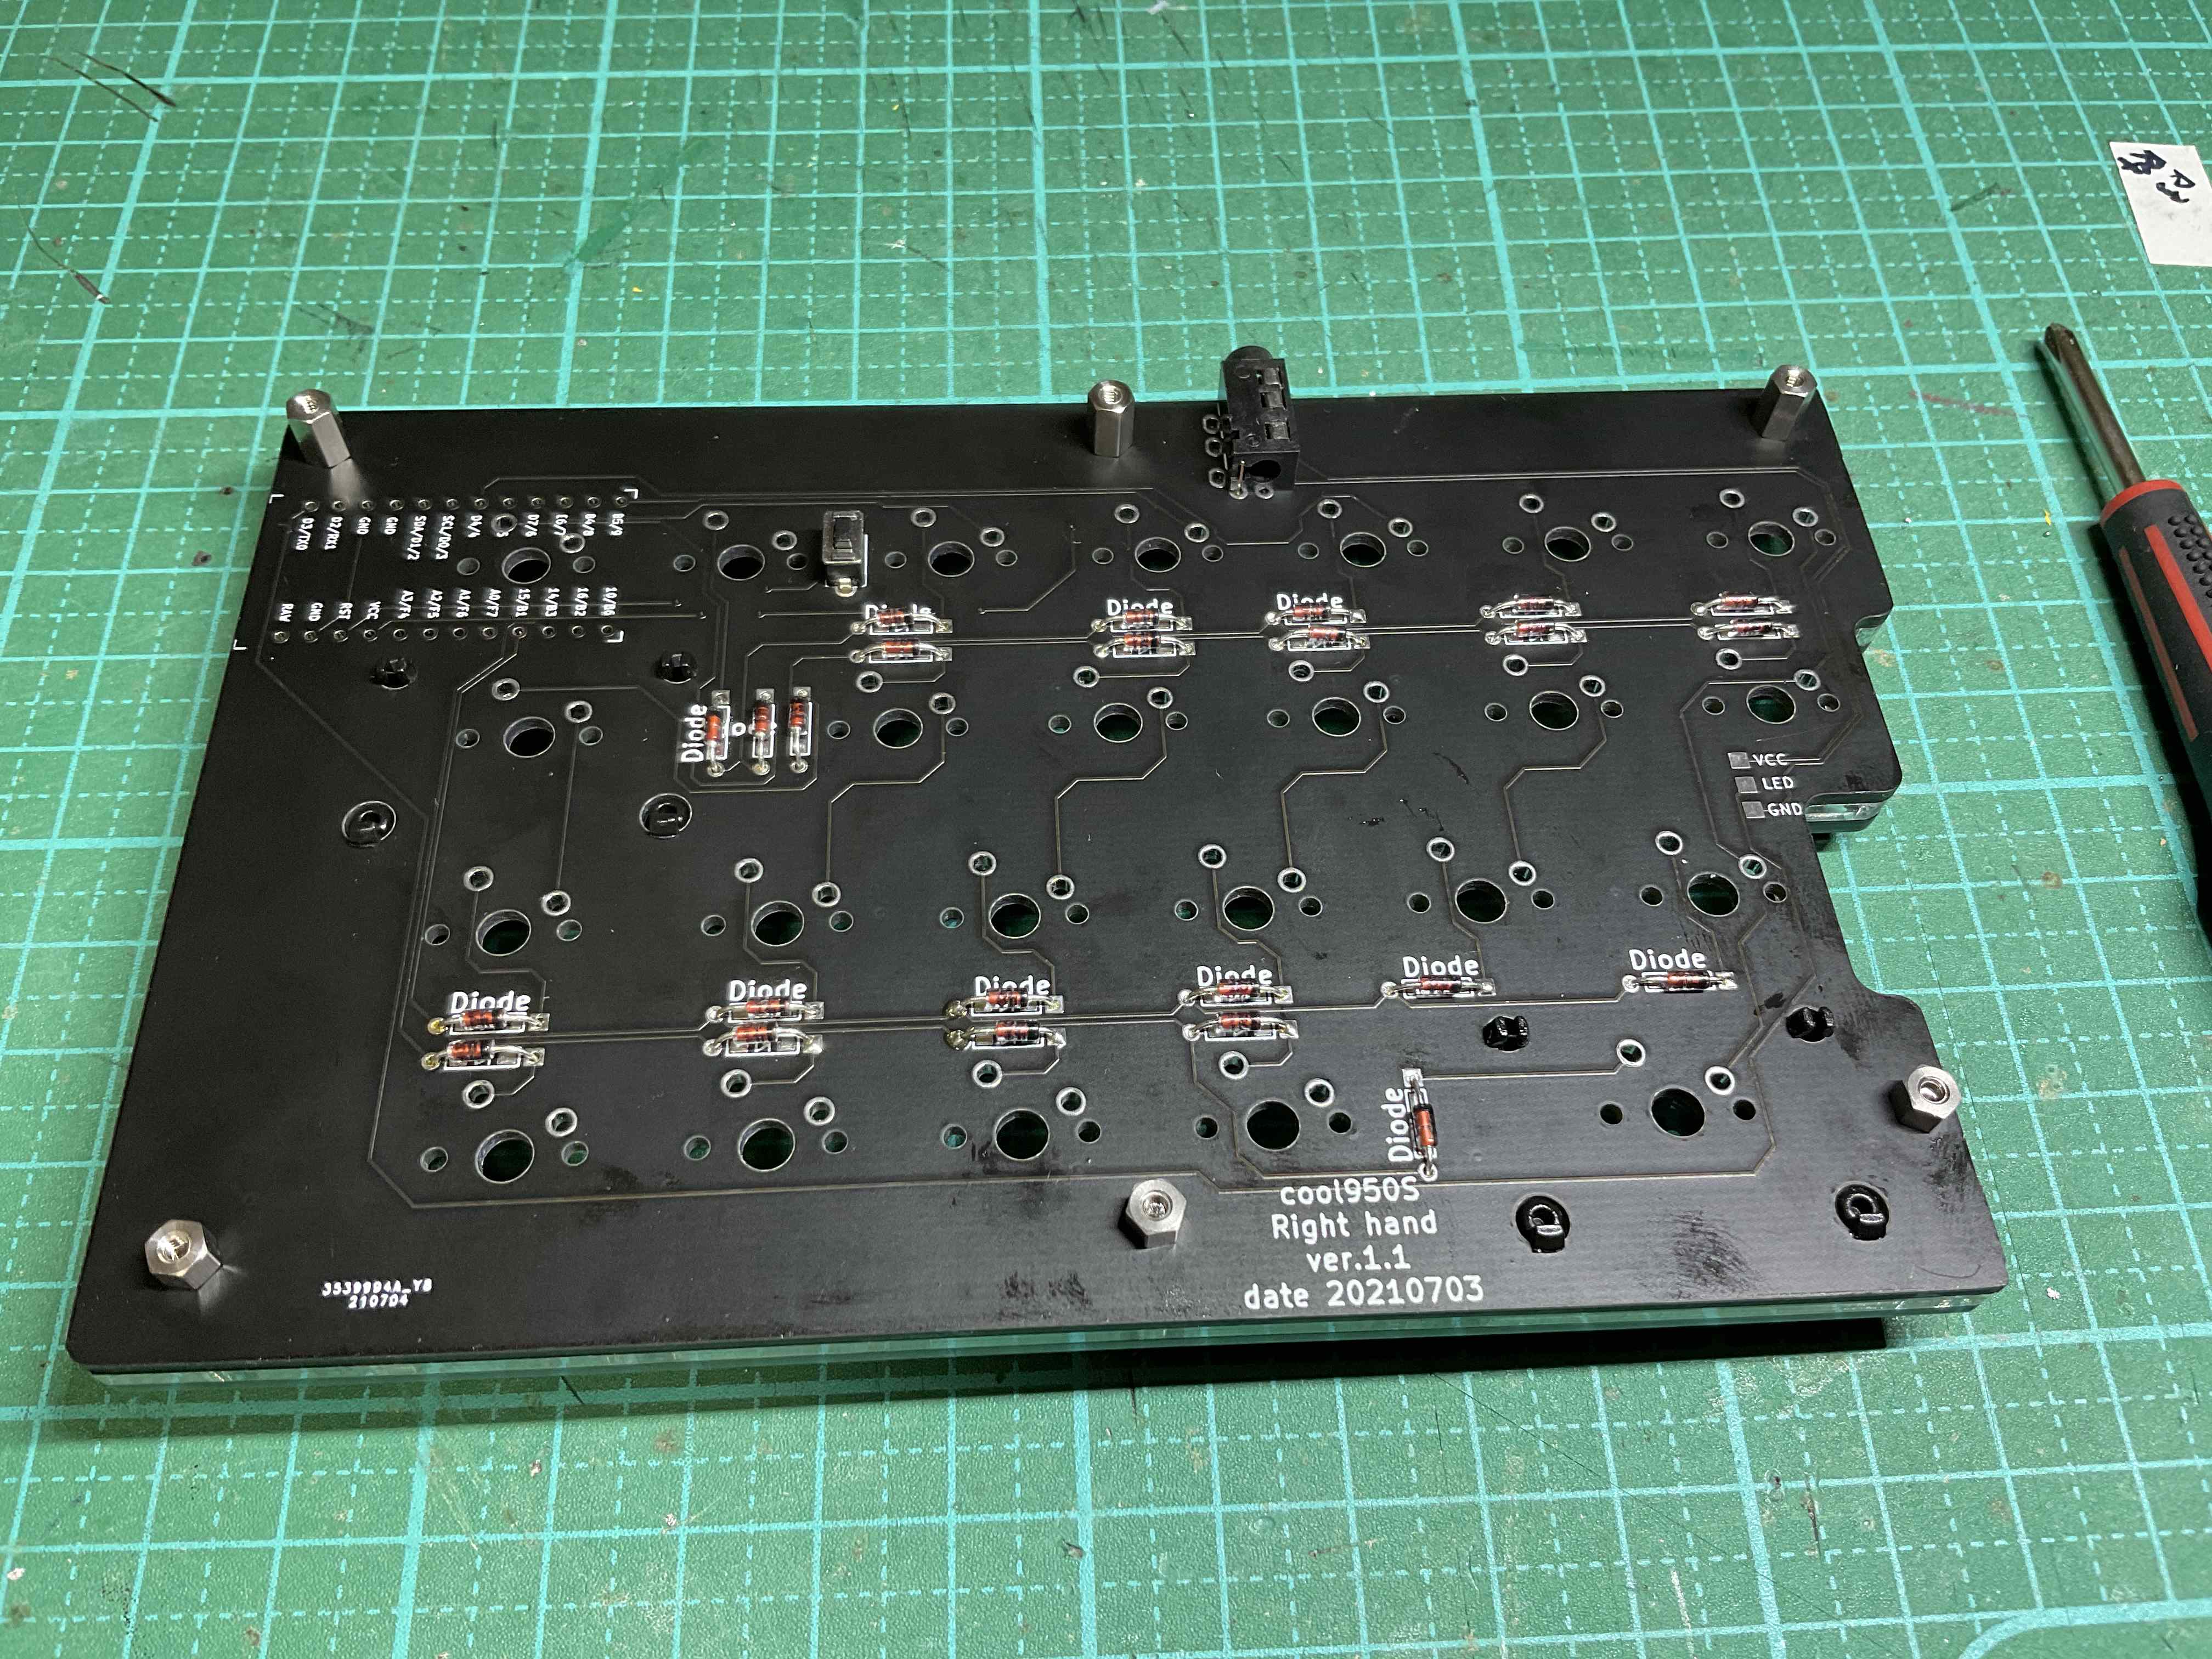 D3/TX0
D2/RX1
GND
GND
SDA/D1/2
SCL/D0/3
D4/4
D7/6
E6/7
B4/8
B5/9
RAW
GND
RST
VCC
A3/F4
A2/F5
A1/F6
A0/F7
15/B1
14/B3
16/B2
10/B6
Diode
Diode
Diode
Diode
VCC
LED
GND
Diode
Diode
Diode
Diode
Diode
Diode
Diode
cool950S
Right hand
ver.1.1
date 20210703
3539994A_Y8
210704